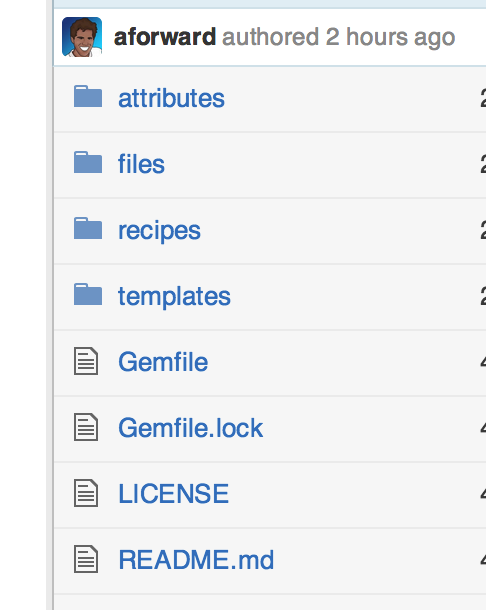 aforward authored 2 hours ago
attributes
files
recipes
templates
Gemfile
Gemfile.lock
LICENSE
README.md